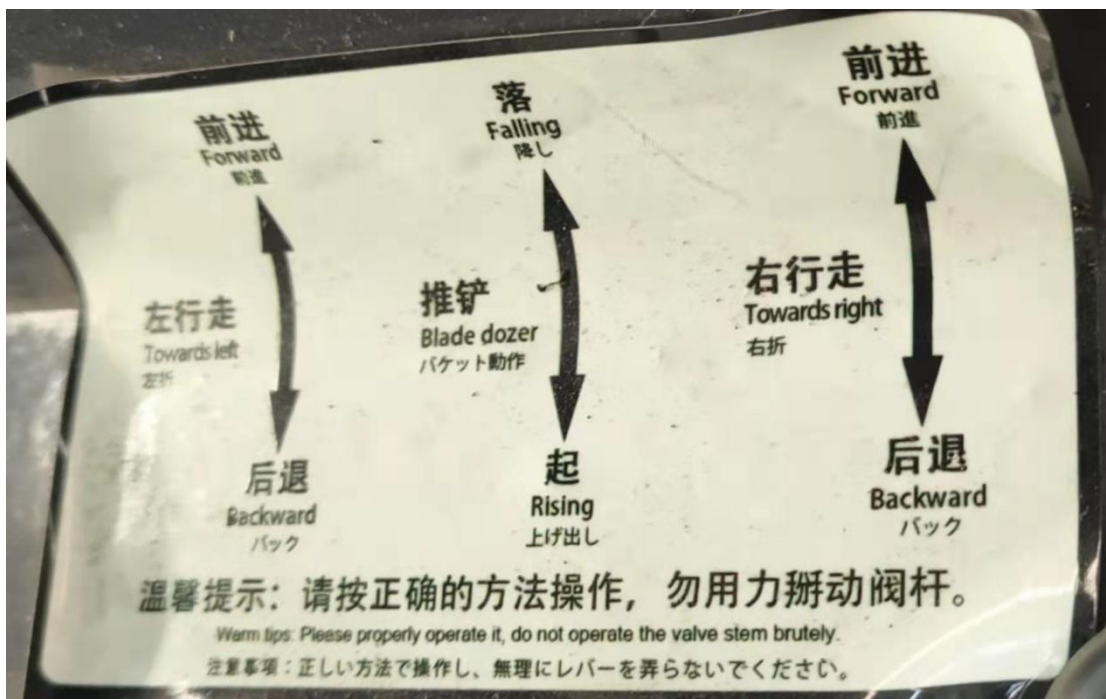 前进
Forward
前進
左行走
Towards left
左折
后退
Backward
バック
落
Falling
降し
推铲
Blade dozer
バケット動作
起
Rising
上げ出し
前进
Forward
前進
右行走
Towards right
右折
后退
Backward
バック
温馨提示：请按正确的方法操作，勿用力掰动阀杆。
Warm tips: Please properly operate it, do not operate the valve stem brutely.
注意事項：正しい方法で操作し、無理にレバーを弄らないでください。